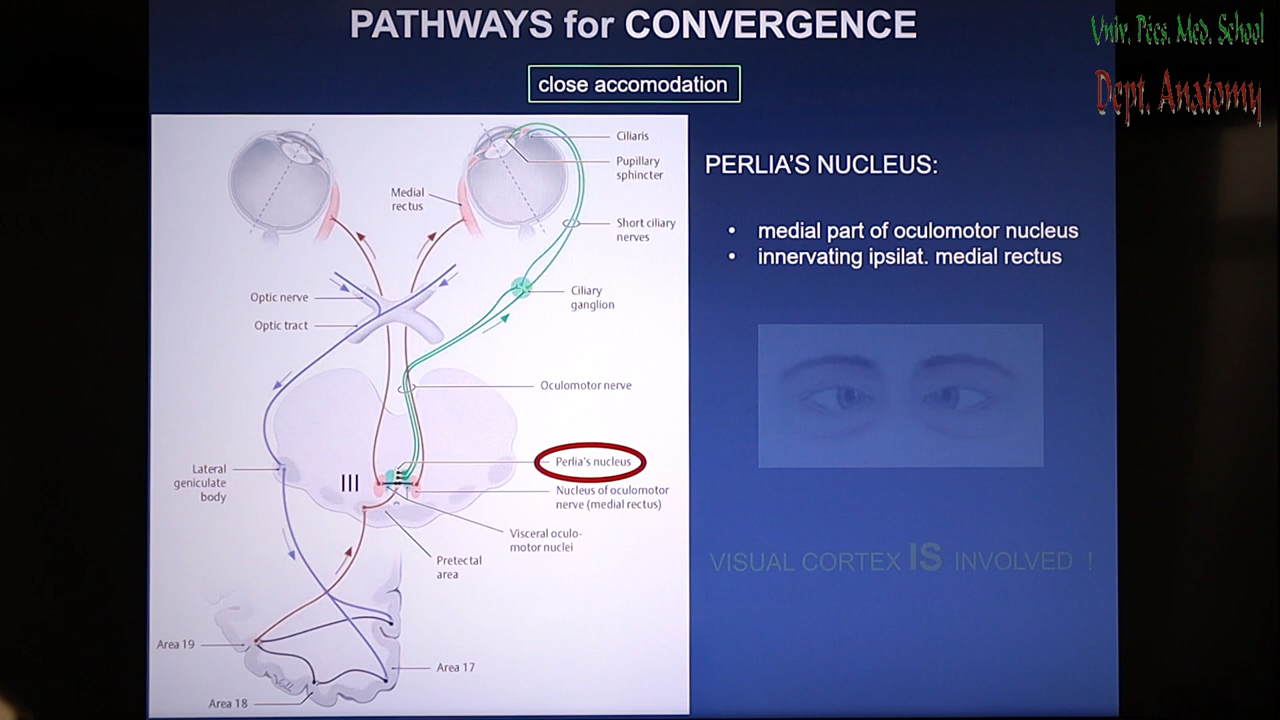 PATHWAYS for CONVERGENCE
Univ. Pécs. Med. School
Dept. Anatomy
close accomodation
PERLIA'S NUCLEUS:
• medial part of oculomotor nucleus
• innervating ipsilat. medial rectus
VISUAL CORTEX IS INVOLVED !
Ciliaris
Pupillary
sphincter
Medial
rectus
Short ciliary
nerves
Optic nerve
Ciliary
ganglion
Optic tract
Oculomotor nerve
Perlia's nucleus
Lateral
geniculate
body
III
Nucleus of oculomotor
nerve (medial rectus)
Visceral oculo-
motor nuclei
Pretectal
area
Area 19
Area 17
Area 18